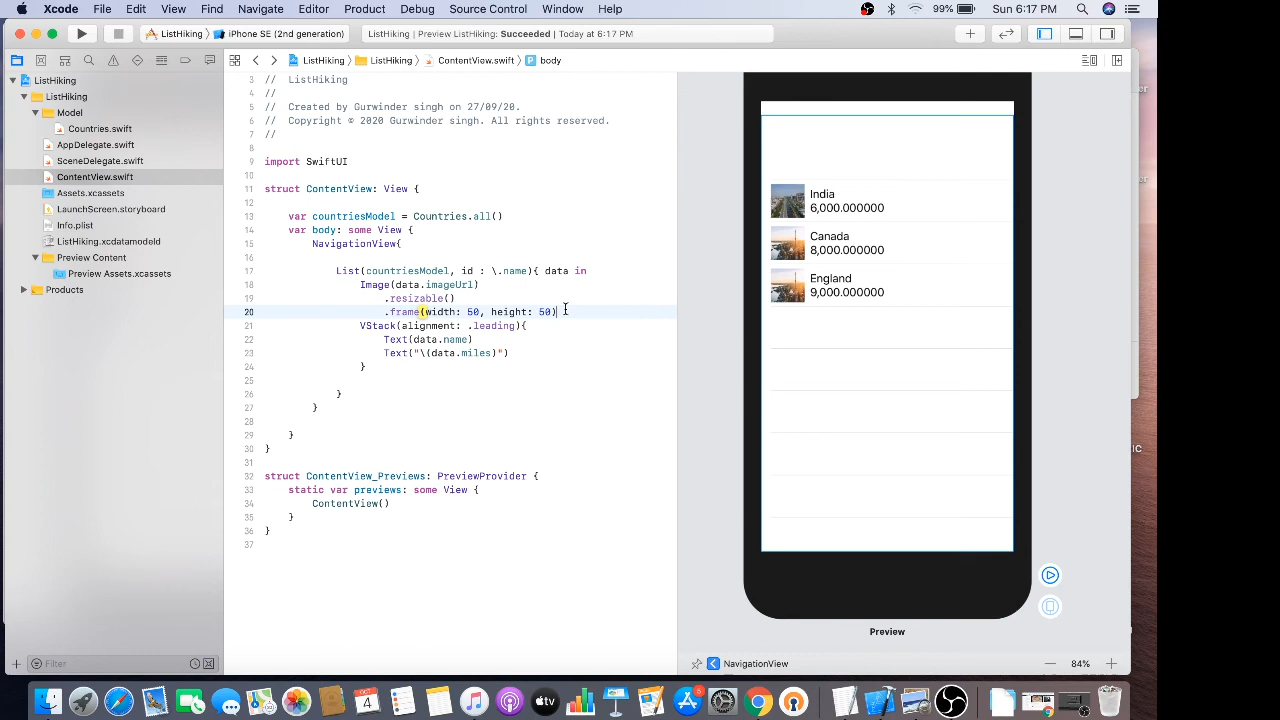 Xcode File Edit View Find Navigate Editor Product Debug Source Control Window Help 99% Sun 6:17 PM
ListHiking iPhone SE (2nd generation) ListHiking | Preview ListHiking: Succeeded | Today at 6:17 PM
ListHiking ListHiking ContentView.swift P body
ListHiking
ListHiking
Model
Countries.swift
AppDelegate.swift
SceneDelegate.swift
ContentView.swift
Assets.xcassets
LaunchScreen.storyboard
Info.plist
ListHiking.xcdatamodeld
Preview Content
Preview Assets.xcassets
Products
Filter
3 // ListHiking
4 //
5 // Created by Gurwinder singh on 27/09/20.
6 // Copyright © 2020 Gurwinder singh. All rights reserved.
7 //
8
9 import SwiftUI
10
11 struct ContentView: View {
12
13 var countriesModel = Countries.all()
14 var body: some View {
15 NavigationView{
16
17 List(countriesModel, id : \.name){ data in
18 Image(data.imageUrl)
19 .resizable()
20 .frame(width: 50, height: 50)
21 VStack(alignment: .leading){
22 Text(data.name)
23 Text("\(data.miles)")
24 }
25
26 }
27 }
28
29 }
30 }
31
32 struct ContentView_Previews: PreviewProvider {
33 static var previews: some View {
34 ContentView()
35 }
36 }
37
India
6,000.000000
Canada
8,000.000000
England
9,000.000000
Preview
NavigationView 84%
4
5
tv